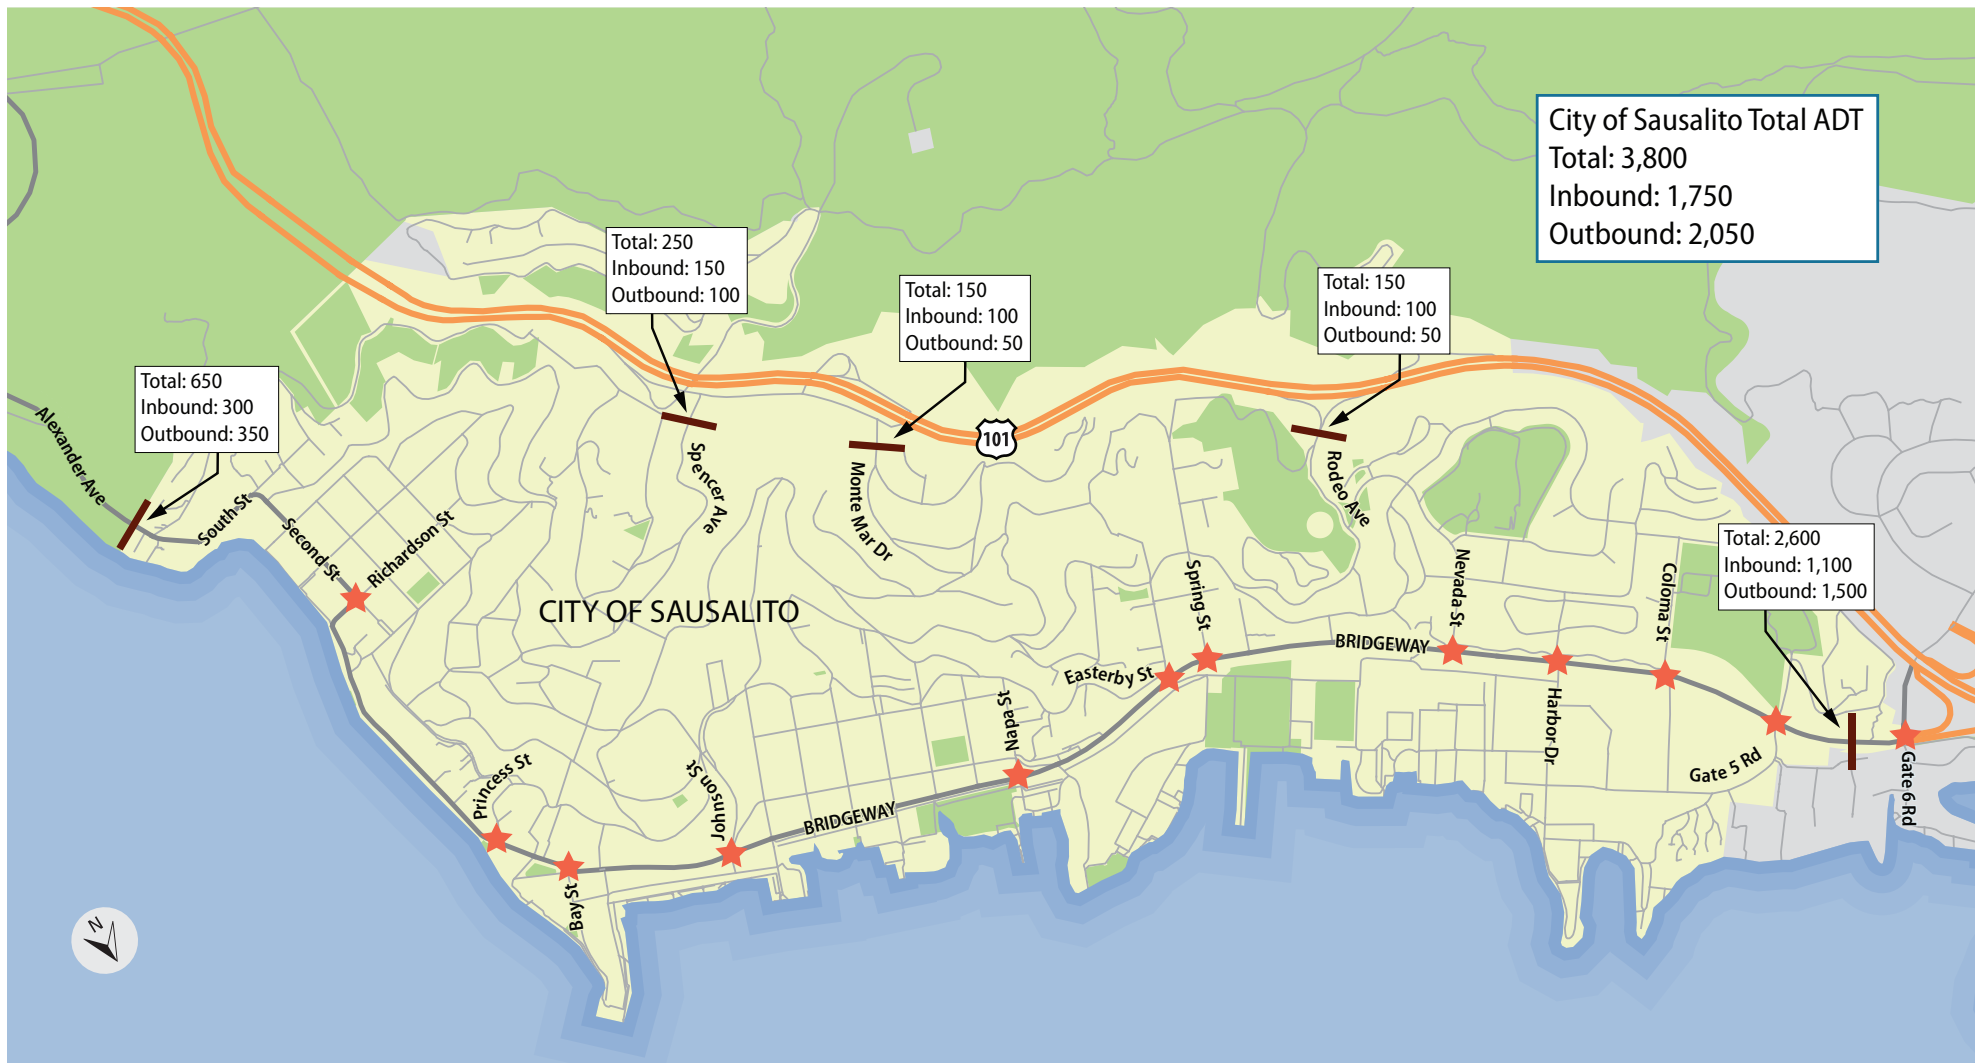 City of Sausalito Total ADT
Total: 3,800
Inbound: 1,750
Outbound: 2,050
Total: 250
Inbound: 150
Outbound: 100
Total: 150
Inbound: 100
Outbound: 50
Total: 150
Inbound: 100
Outbound: 50
Total: 650
Inbound: 300
Outbound: 350
101
Alexander Ave
South St
Second St
Richardson St
Spencer Ave
Monte Mar Dr
Rodeo Ave
Total: 2,600
Inbound: 1,100
Outbound: 1,500
CITY OF SAUSALITO
Spring St
Nevada St
Coloma St
BRIDGEWAY
Easterby St
Napa St
Harbor Dr
Gate 5 Rd
Gate 6 Rd
Princess St
Johnson St
BRIDGEWAY
Bay St
N